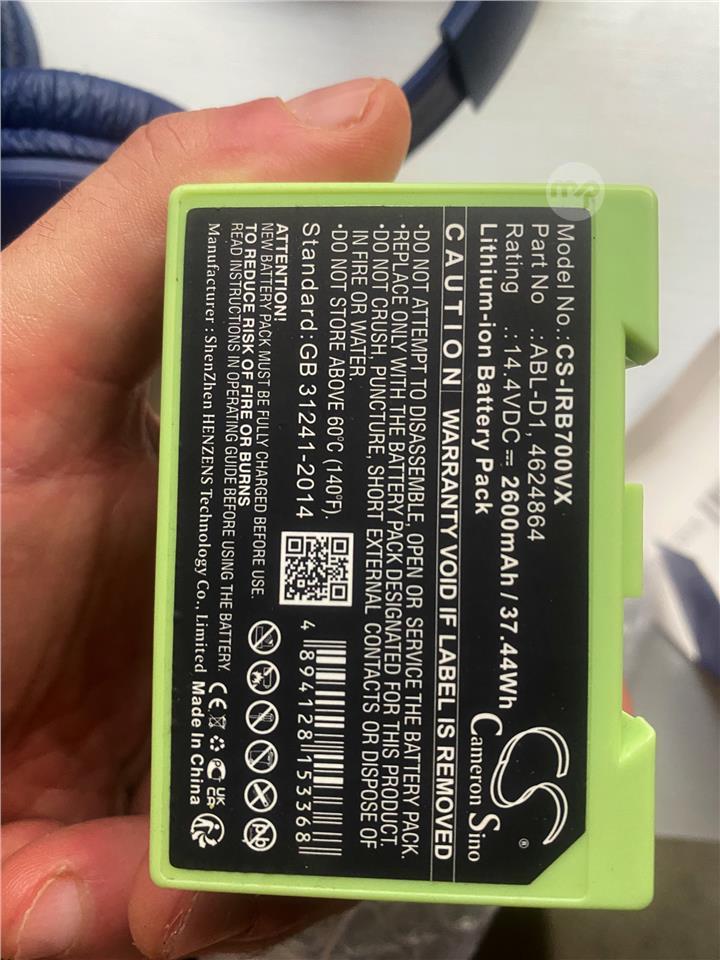 Model No.: CS-IRB700VX
Part No .: ABL-D1, 4624864
Rating .: 14.4VDC ⎓ 2600mAh / 37.44Wh
Lithium-ion Battery Pack
CS
®
Cameron Sino
CAUTION WARRANTY VOID IF LABEL IS REMOVED
•DO NOT ATTEMPT TO DISASSEMBLE, OPEN OR SERVICE THE BATTERY PACK.
•REPLACE ONLY WITH THE BATTERY PACK DESIGNATED FOR THIS PRODUCT.
•DO NOT CRUSH, PUNCTURE, SHORT EXTERNAL CONTACTS OR DISPOSE OF
IN FIRE OR WATER.
•DO NOT STORE ABOVE 60°C (140°F).
Standard: GB 31241-2014
4 894128 153368
ATTENTION:
NEW BATTERY PACK MUST BE FULLY CHARGED BEFORE USE.
TO REDUCE RISK OF FIRE OR BURNS
READ INSTRUCTIONS IN OPERATING GUIDE BEFORE USING THE BATTERY.
Manufacturer : ShenZhen HENZENS Technology Co., Limited Made In China
CE
UK
CA